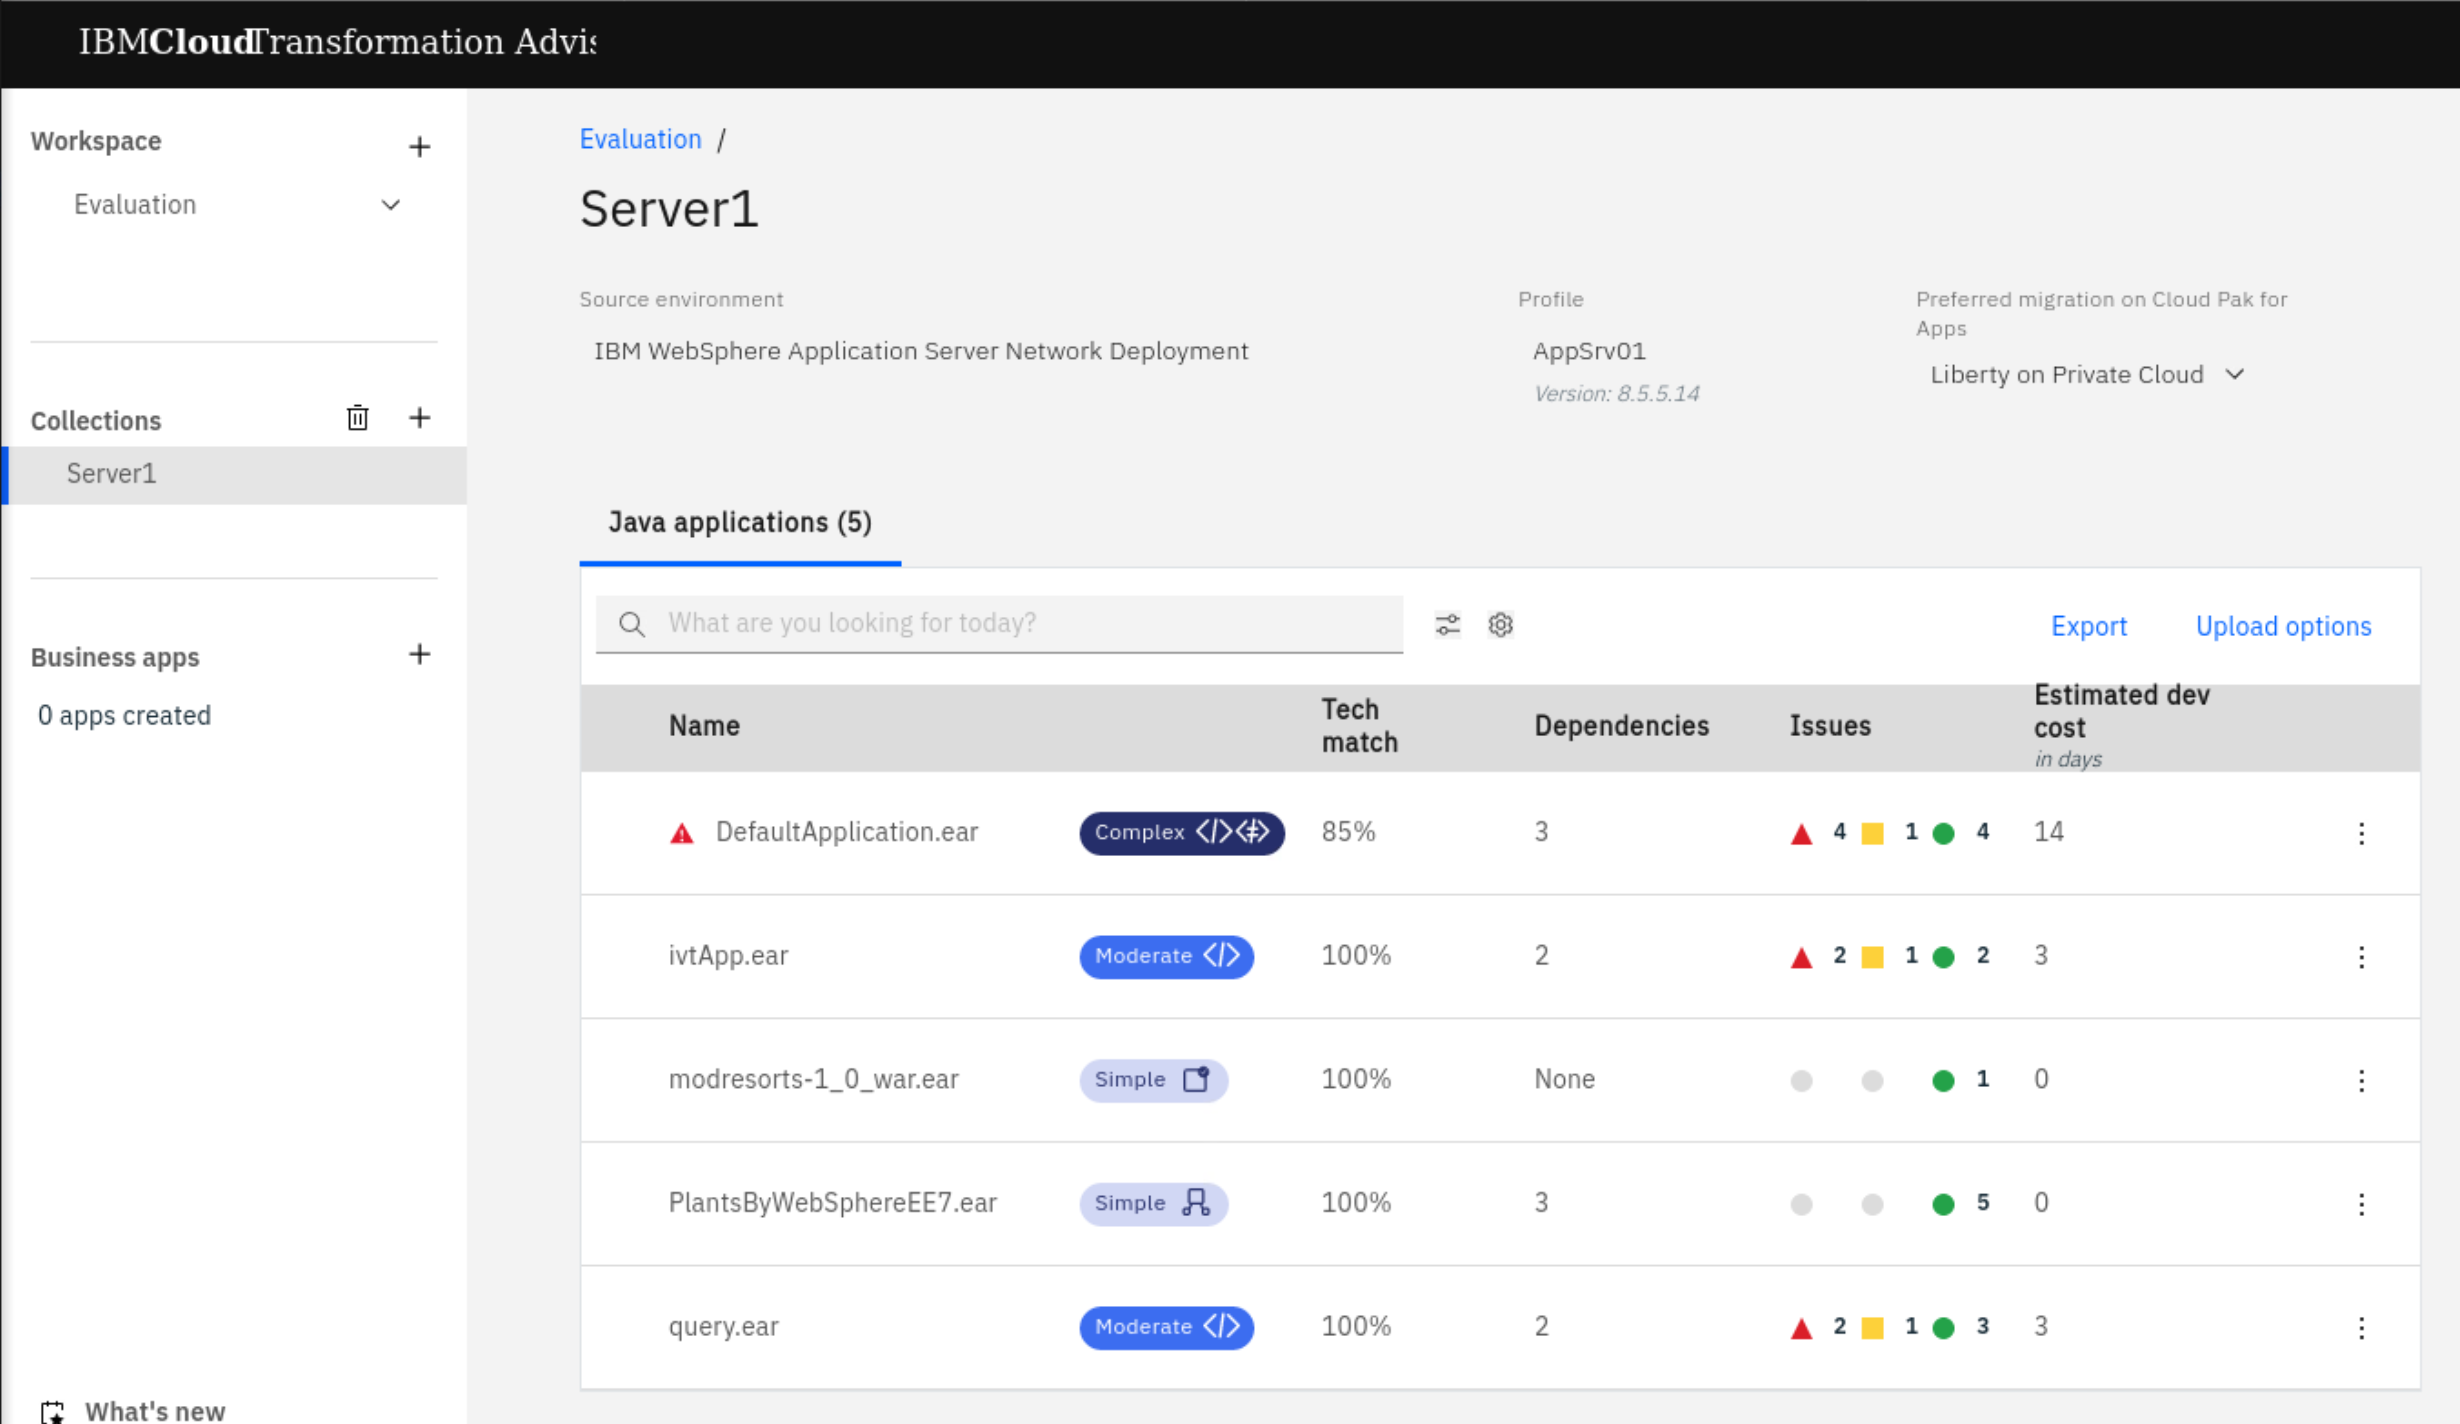 IBMCloudTransformation Advis
Workspace
Evaluation
Collections
Server1
Business apps
0 apps created
What's new
Evaluation /
Server1
Source environment
IBM WebSphere Application Server Network Deployment
Profile
AppSrv01
Version: 8.5.5.14
Preferred migration on Cloud Pak for
Apps
Liberty on Private Cloud
Java applications (5)
What are you looking for today?
Export Upload options
Name Tech match Dependencies Issues Estimated dev cost in days
DefaultApplication.ear Complex 85% 3 4 1 4 14
ivtApp.ear Moderate 100% 2 2 1 2 3
modresorts-1_0_war.ear Simple 100% None 1 0
PlantsByWebSphereEE7.ear Simple 100% 3 5 0
query.ear Moderate 100% 2 2 1 3 3